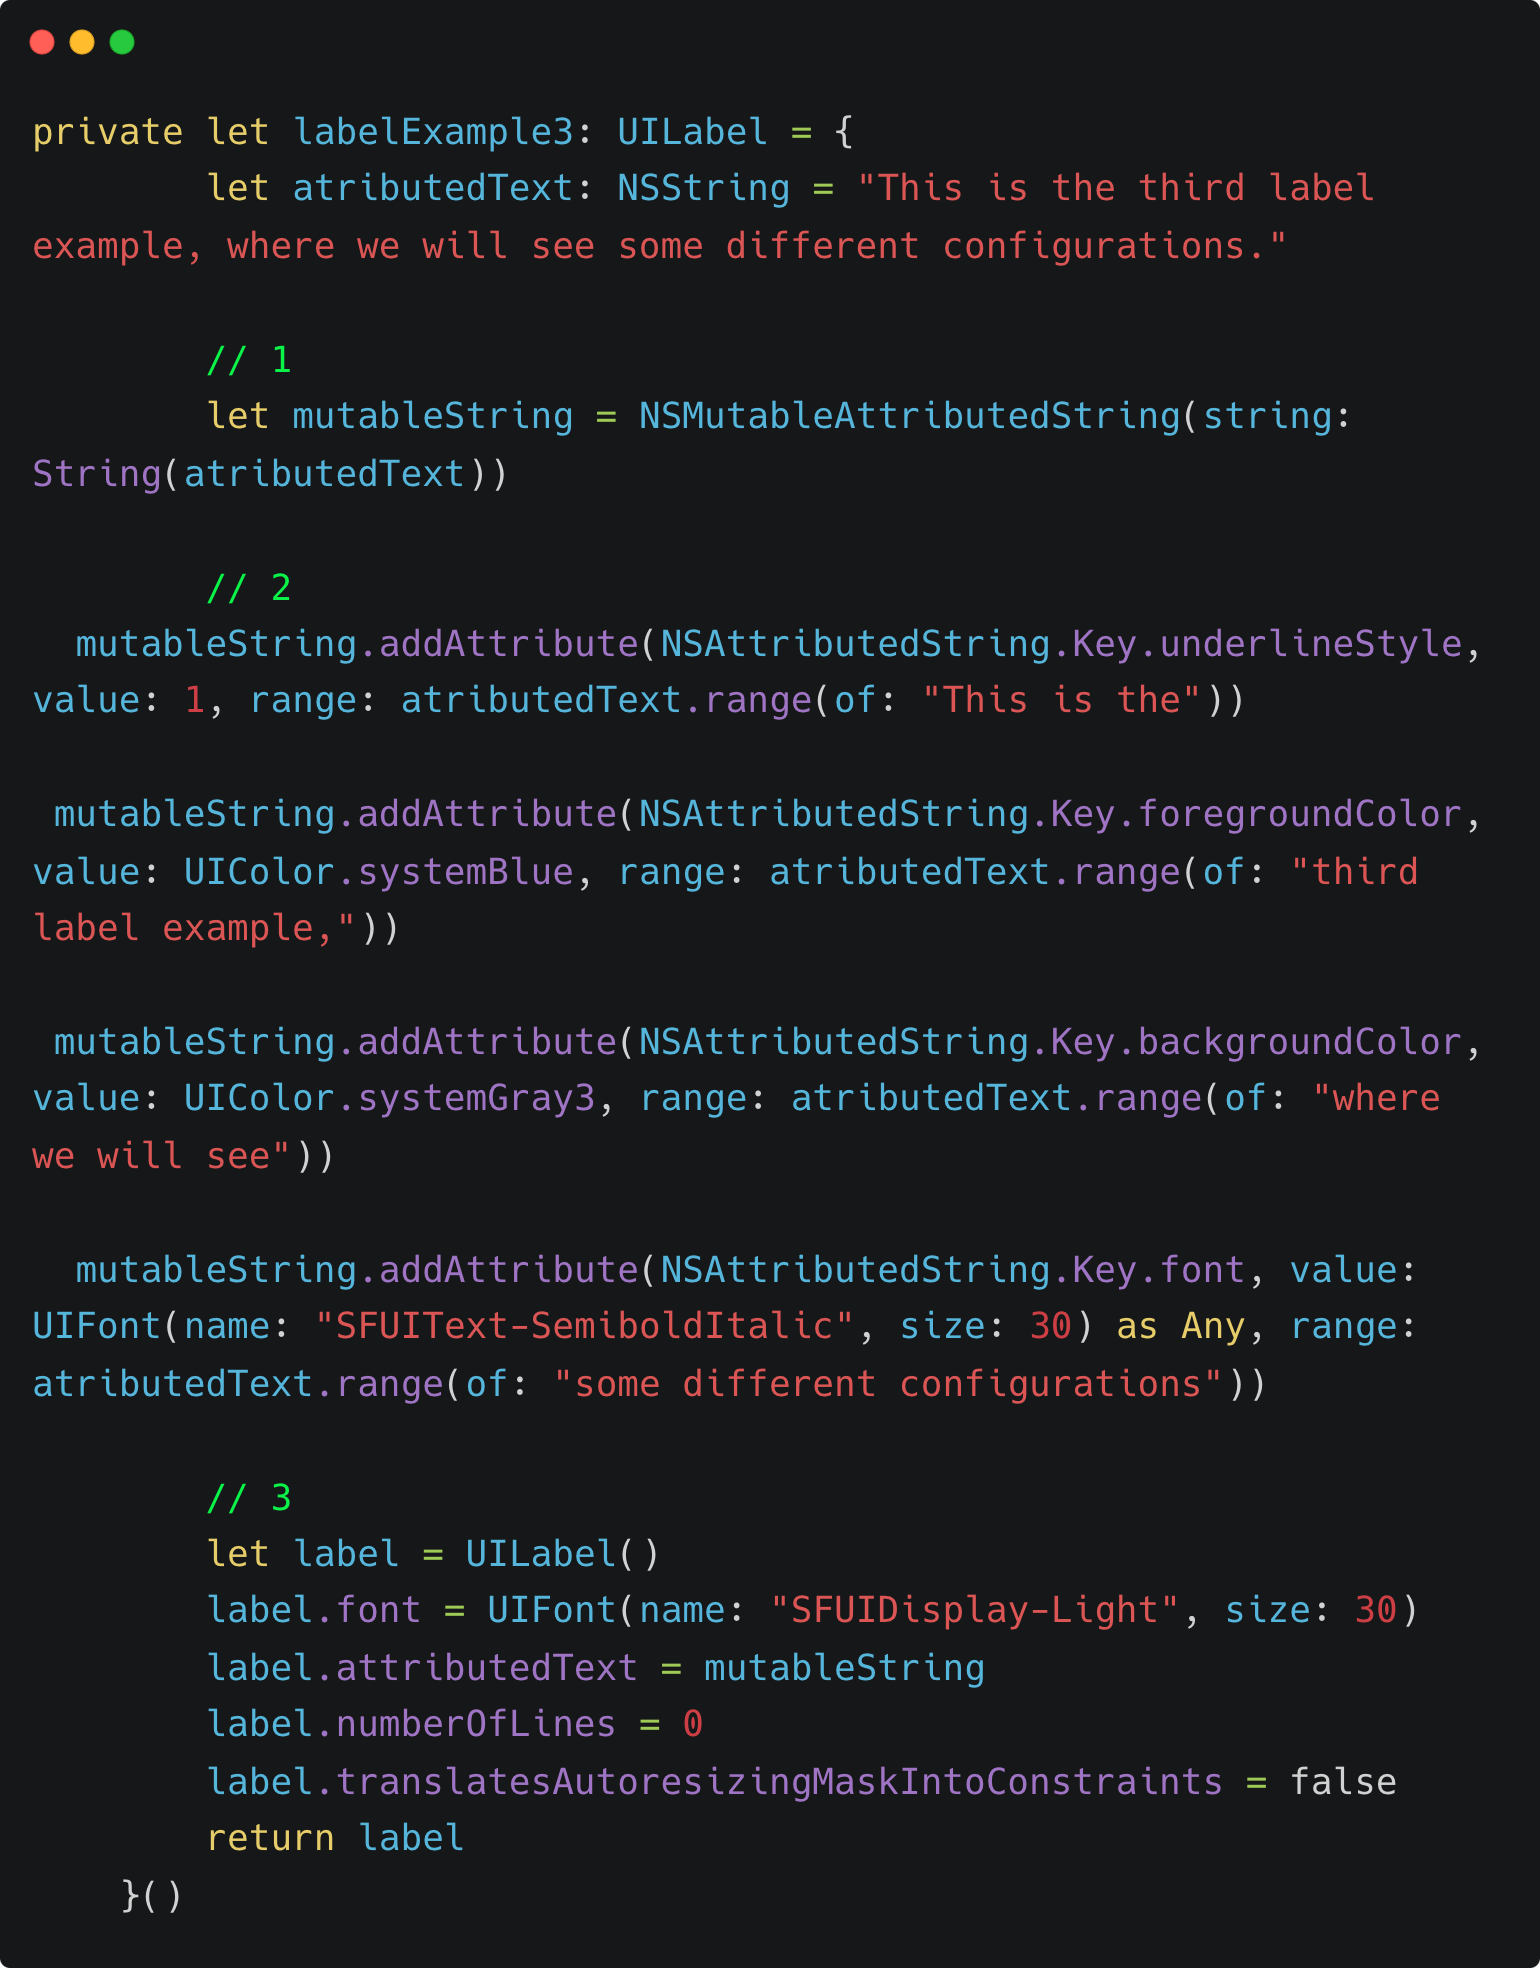 private let labelExample3: UILabel = {
        let atributedText: NSString = "This is the third label
example, where we will see some different configurations."

        // 1
        let mutableString = NSMutableAttributedString(string:
String(atributedText))

        // 2
  mutableString.addAttribute(NSAttributedString.Key.underlineStyle,
value: 1, range: atributedText.range(of: "This is the"))

 mutableString.addAttribute(NSAttributedString.Key.foregroundColor,
value: UIColor.systemBlue, range: atributedText.range(of: "third
label example,"))

 mutableString.addAttribute(NSAttributedString.Key.backgroundColor,
value: UIColor.systemGray3, range: atributedText.range(of: "where
we will see"))

  mutableString.addAttribute(NSAttributedString.Key.font, value:
UIFont(name: "SFUIText-SemiboldItalic", size: 30) as Any, range:
atributedText.range(of: "some different configurations"))

        // 3
        let label = UILabel()
        label.font = UIFont(name: "SFUIDisplay-Light", size: 30)
        label.attributedText = mutableString
        label.numberOfLines = 0
        label.translatesAutoresizingMaskIntoConstraints = false
        return label
    }()